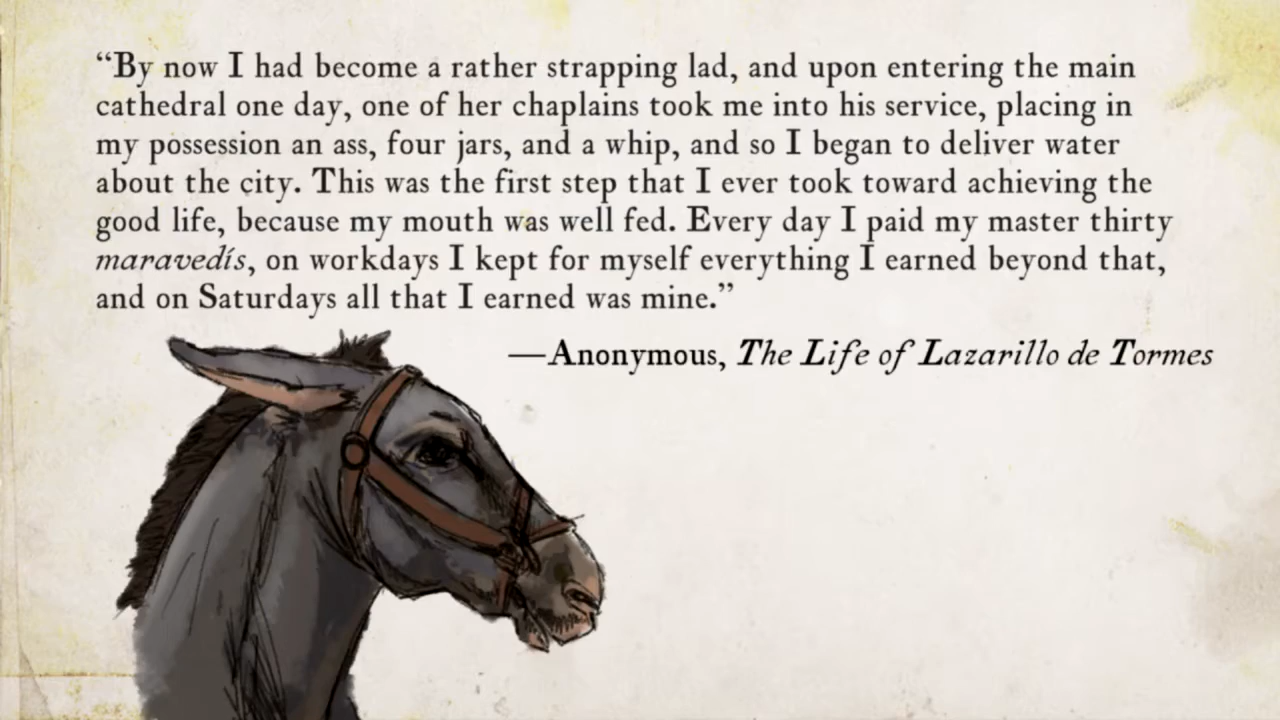 “By now I had become a rather strapping lad, and upon entering the main
cathedral one day, one of her chaplains took me into his service, placing in
my possession an ass, four jars, and a whip, and so I began to deliver water
about the city. This was the first step that I ever took toward achieving the
good life, because my mouth was well fed. Every day I paid my master thirty
maravedís, on workdays I kept for myself everything I earned beyond that,
and on Saturdays all that I earned was mine.”
—Anonymous, The Life of Lazarillo de Tormes